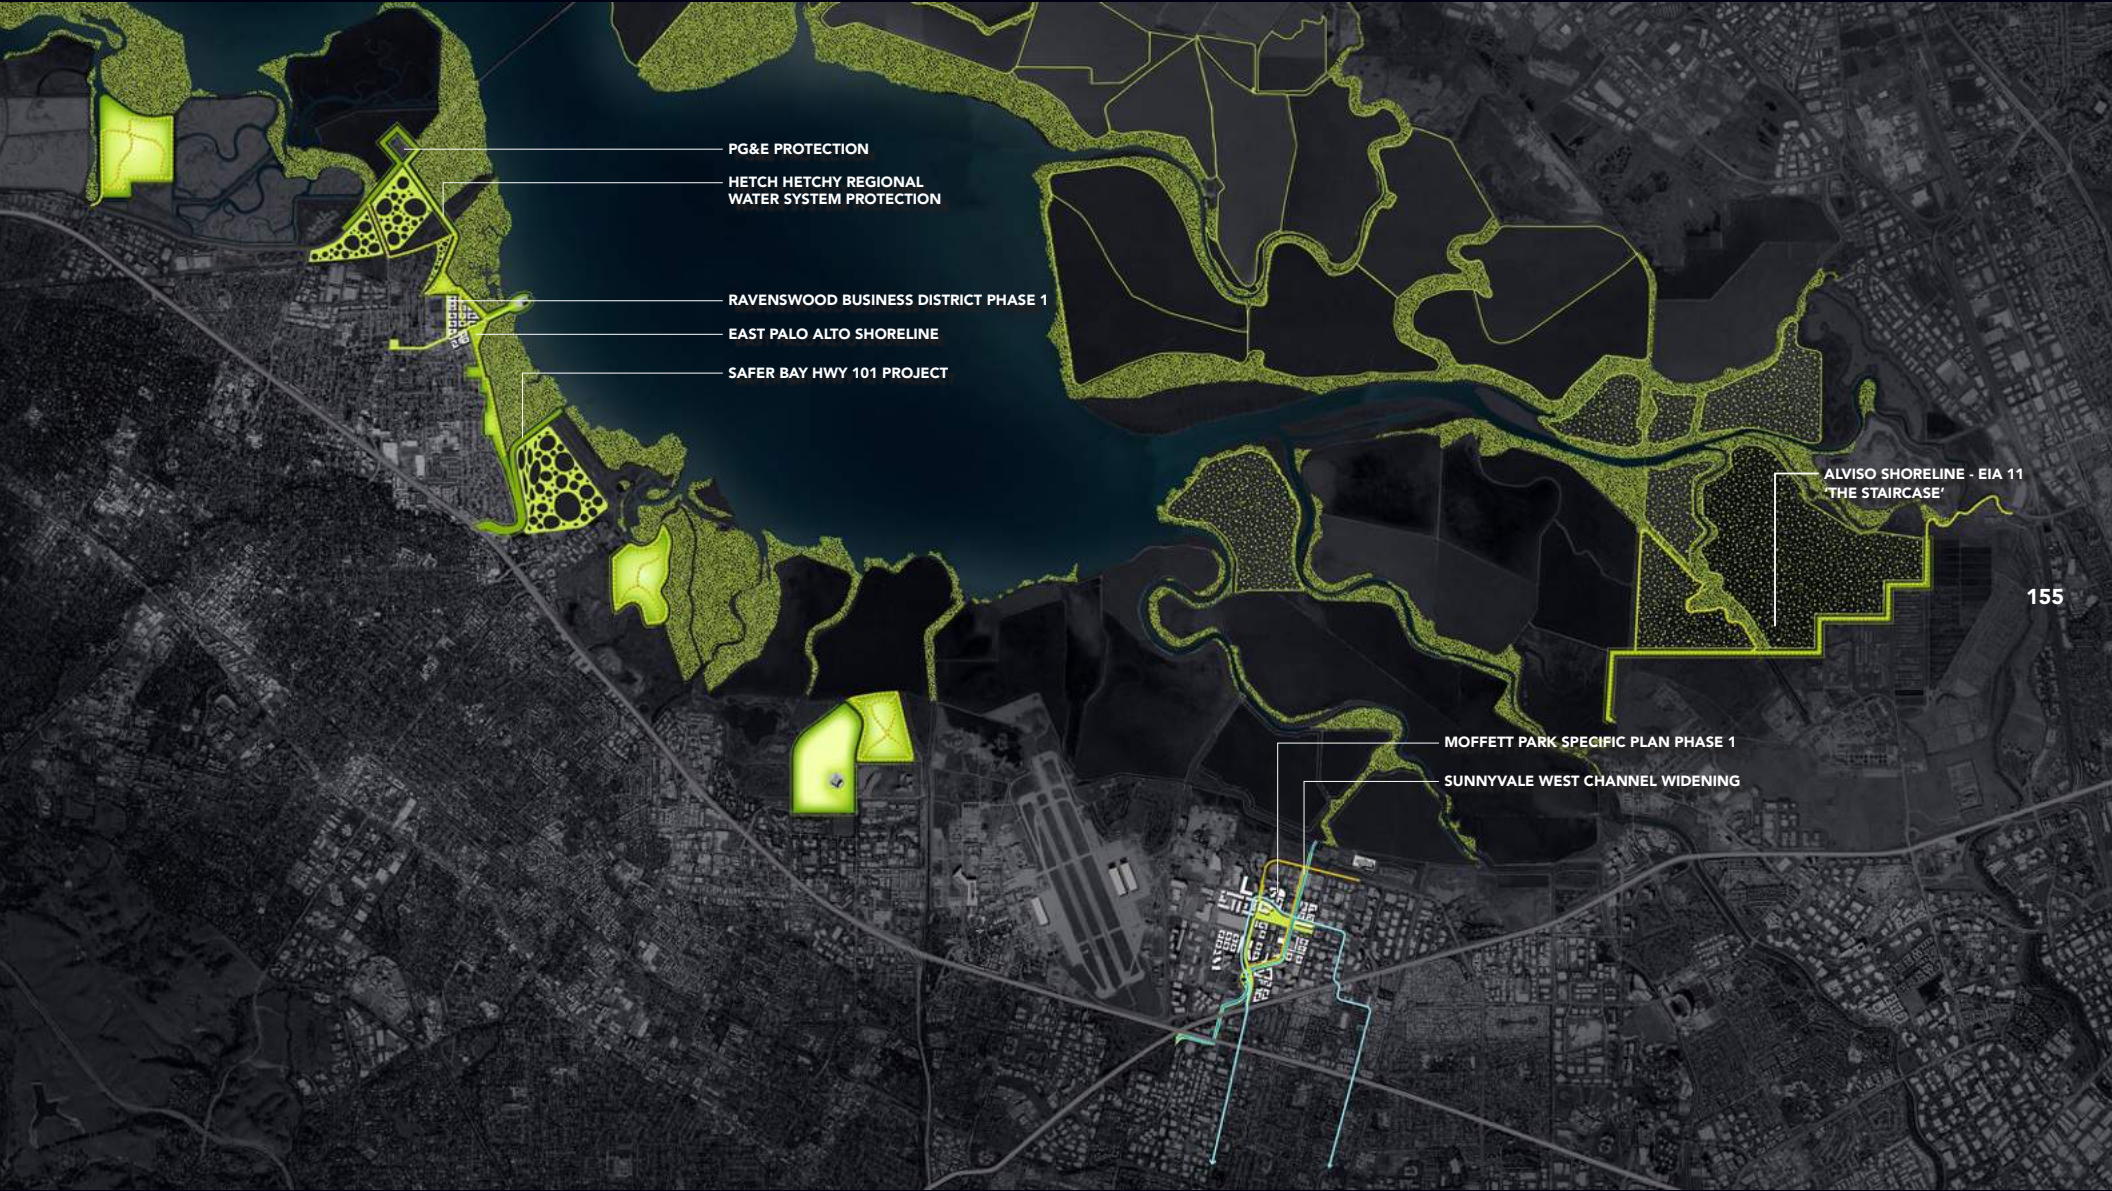 PG&E PROTECTION
HETCH HETCHY REGIONAL
WATER SYSTEM PROTECTION
RAVENSWOOD BUSINESS DISTRICT PHASE 1
EAST PALO ALTO SHORELINE
SAFER BAY HWY 101 PROJECT
ALVISO SHORELINE - EIA 11
‘THE STAIRCASE’
155
MOFFETT PARK SPECIFIC PLAN PHASE 1
SUNNYVALE WEST CHANNEL WIDENING